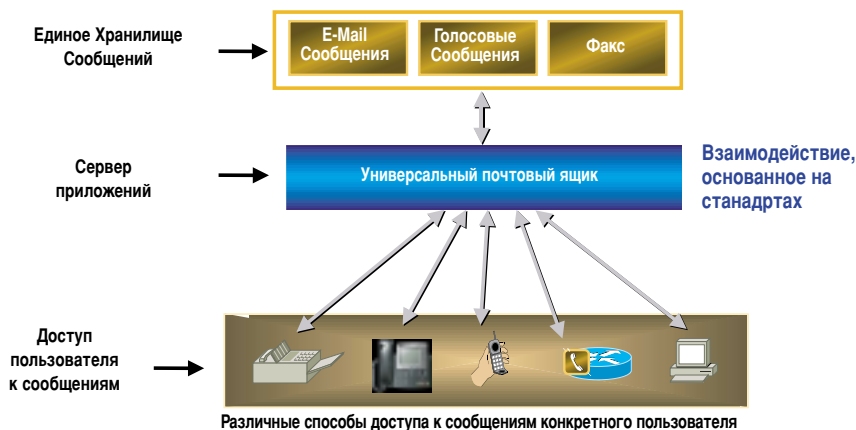 Единое Хранилище
Сообщений
E-Mail
Сообщения
Голосовые
Сообщения
Факс
Сервер
приложений
Универсальный почтовый ящик
Взаимодействие,
основанное на
станадртах
Доступ
пользователя
к сообщениям
Различные способы доступа к сообщениям конкретного пользователя